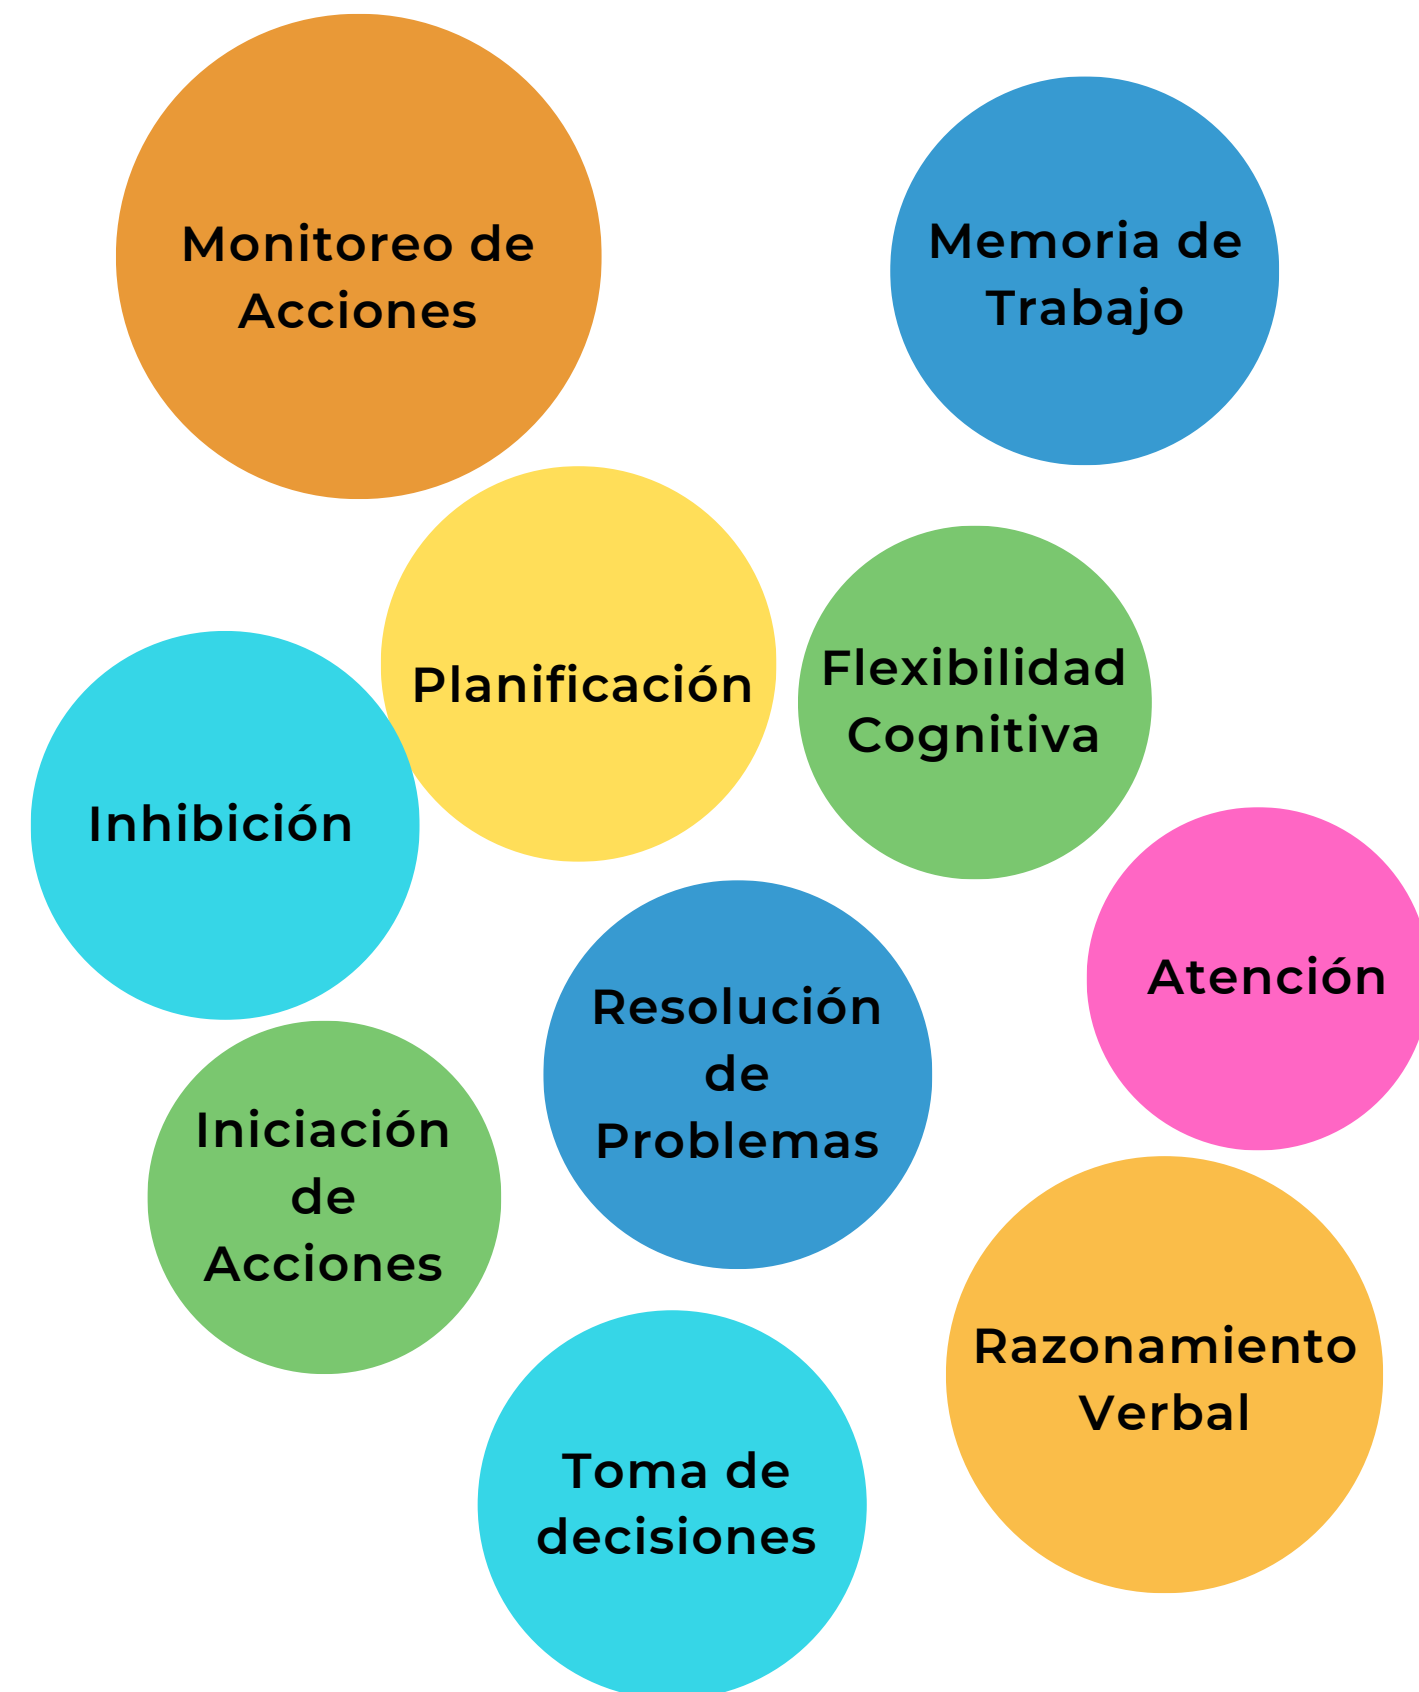 Monitoreo de
Acciones
Memoria de
Trabajo
Planificación
Flexibilidad
Cognitiva
Inhibición
Atención
Resolución
de
Problemas
Iniciación
de
Acciones
Razonamiento
Verbal
Toma de
decisiones